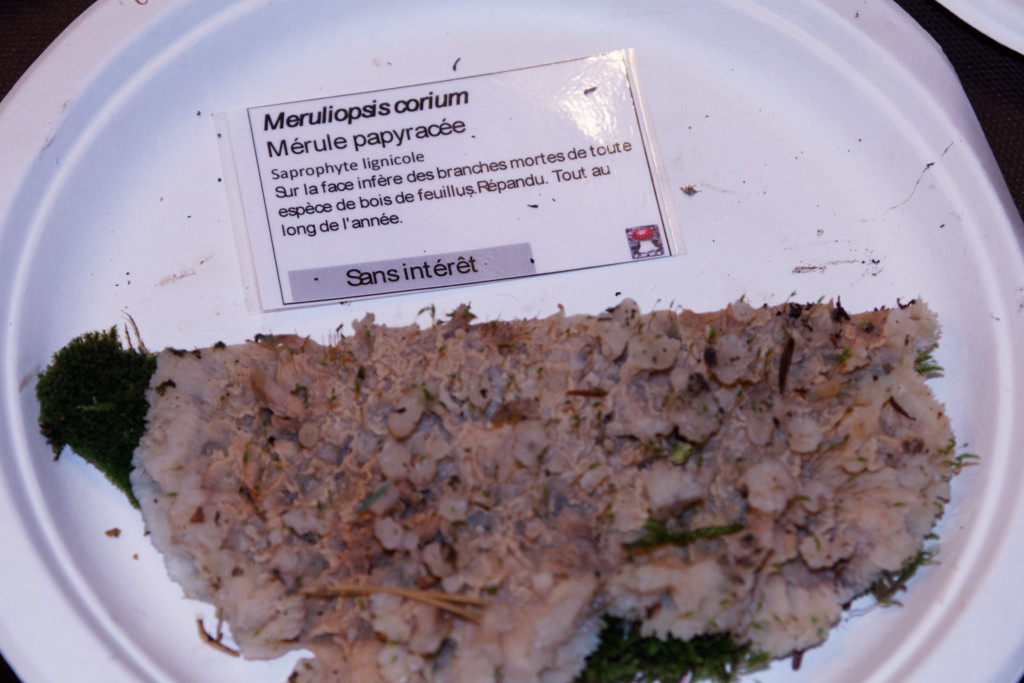 Meruliopsis corium
Mérule papyracée
Saprophyte lignicole
Sur la face infère des branches mortes de toute
espèce de bois de feuillus.Répandu. Tout au
long de l'année.
Sans intérêt